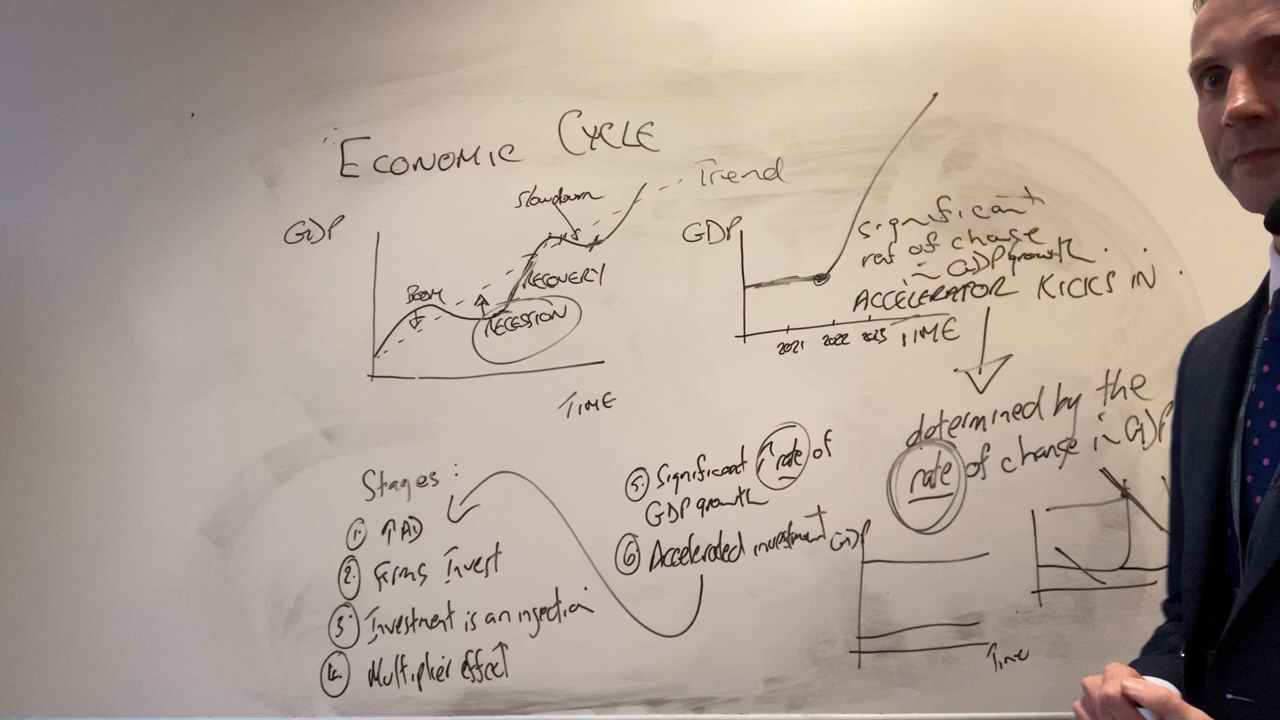 ECONOMIC CYCLE
GDP
BOOM
Slowdown
Trend
RECOVERY
RECESSION
TIME
GDP
significant
of change
in GDP growth.
ACCELERATOR KICKS IN
2021 2022 2023 TIME
determined by the
rate of change in GDP
Stages:
1. ↑AD
2. Firms Invest
3. Investment is an injection
4. Multiplier effect↑
5. Significant ↑rate of
GDP growth
6 Accelerated investment↑
GDP
Time